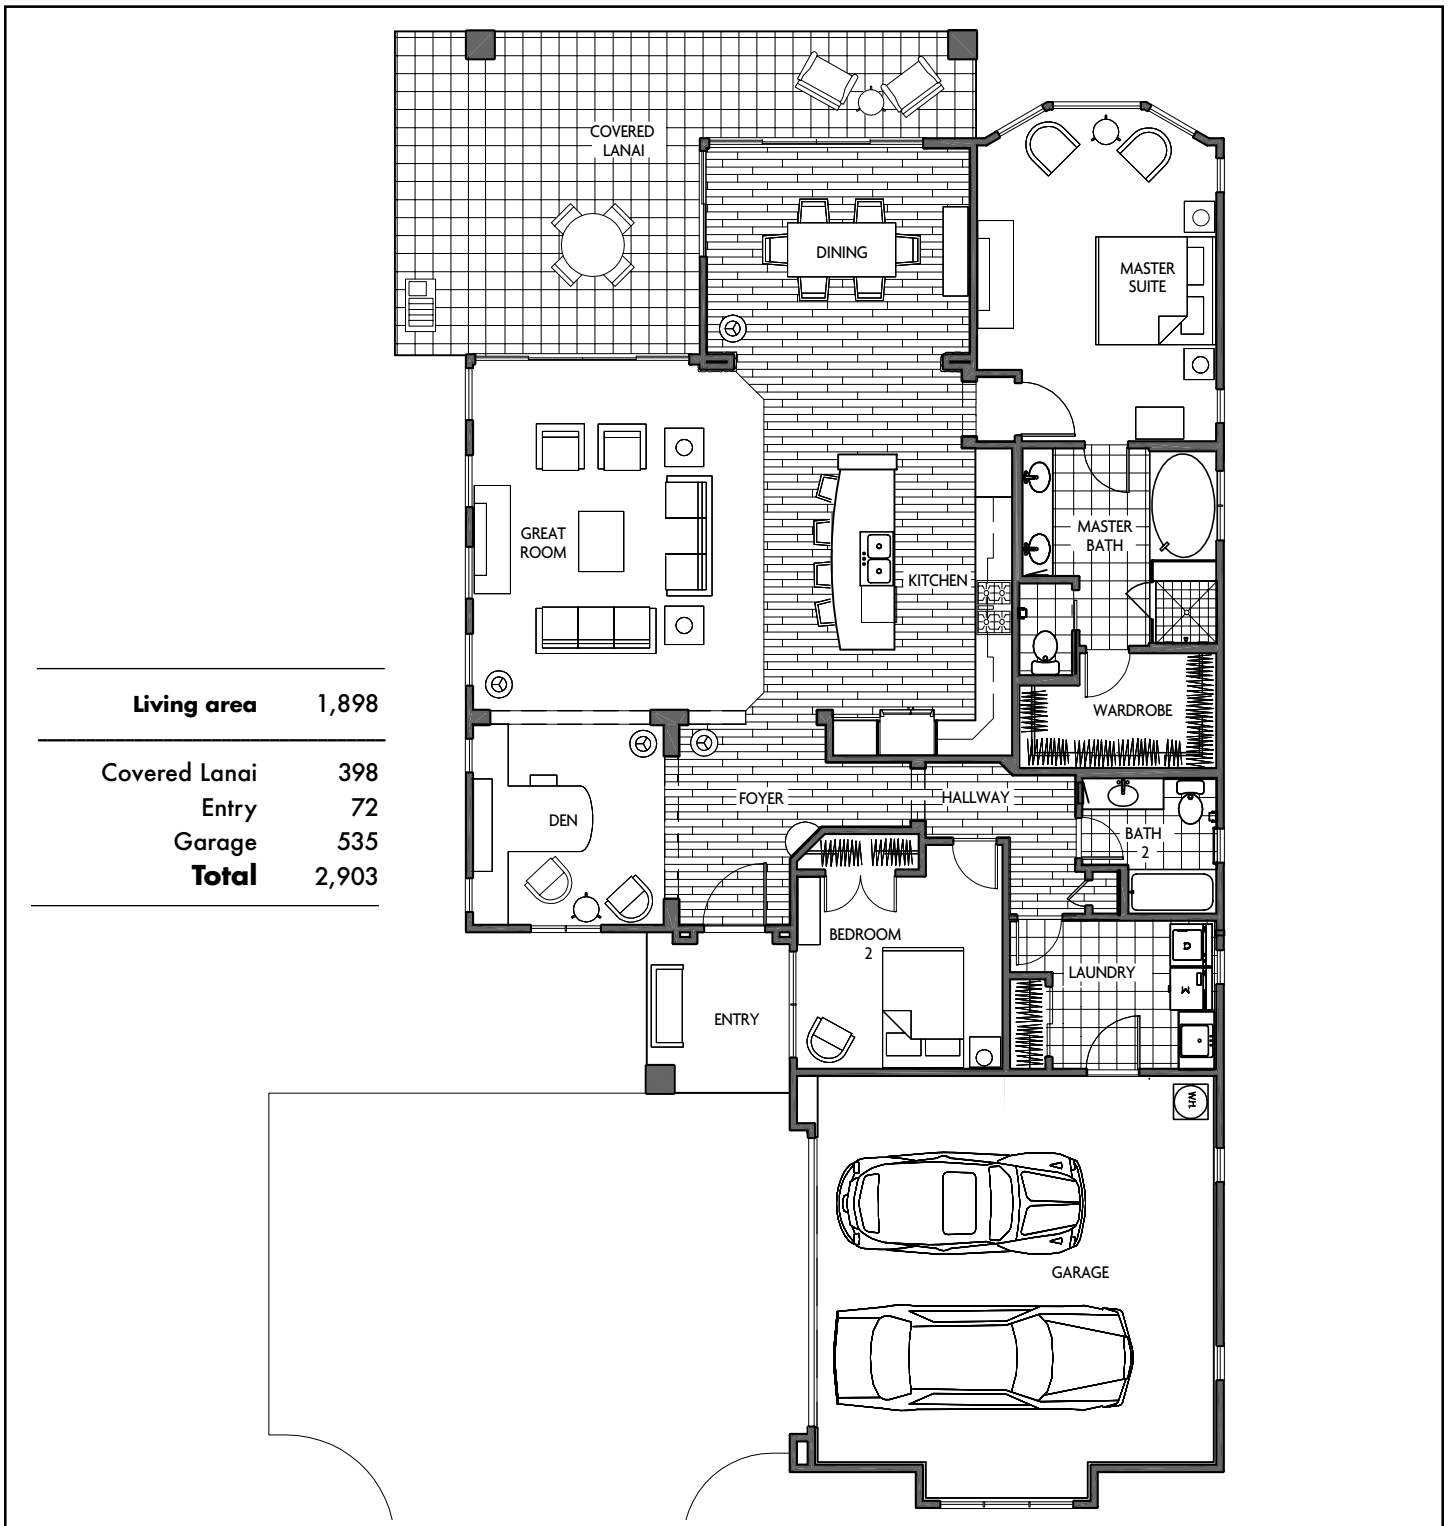 COVERED
LANAI
DINING
MASTER
SUITE
GREAT
ROOM
KITCHEN
MASTER
BATH
WARDROBE
Living area 1,898
Covered Lanai 398
Entry 72
Garage 535
Total 2,903
DEN
FOYER
HALLWAY
BATH
2
BEDROOM
2
LAUNDRY
D
W
ENTRY
W.H.
GARAGE